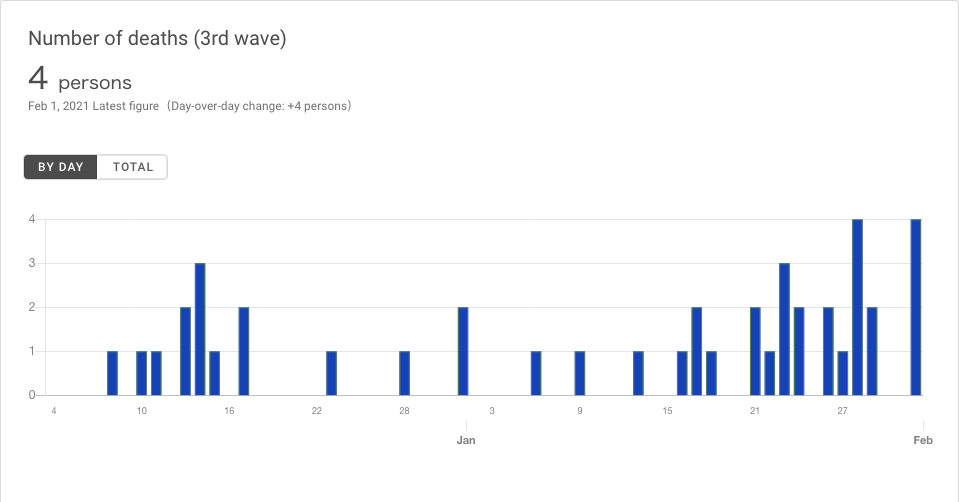 Number of deaths (3rd wave)
4 persons
Feb 1, 2021 Latest figure（Day-over-day change: +4 persons）
BY DAY TOTAL
4
3
2
1
0
4 10 16 22 28 3 9 15 21 27
Jan Feb